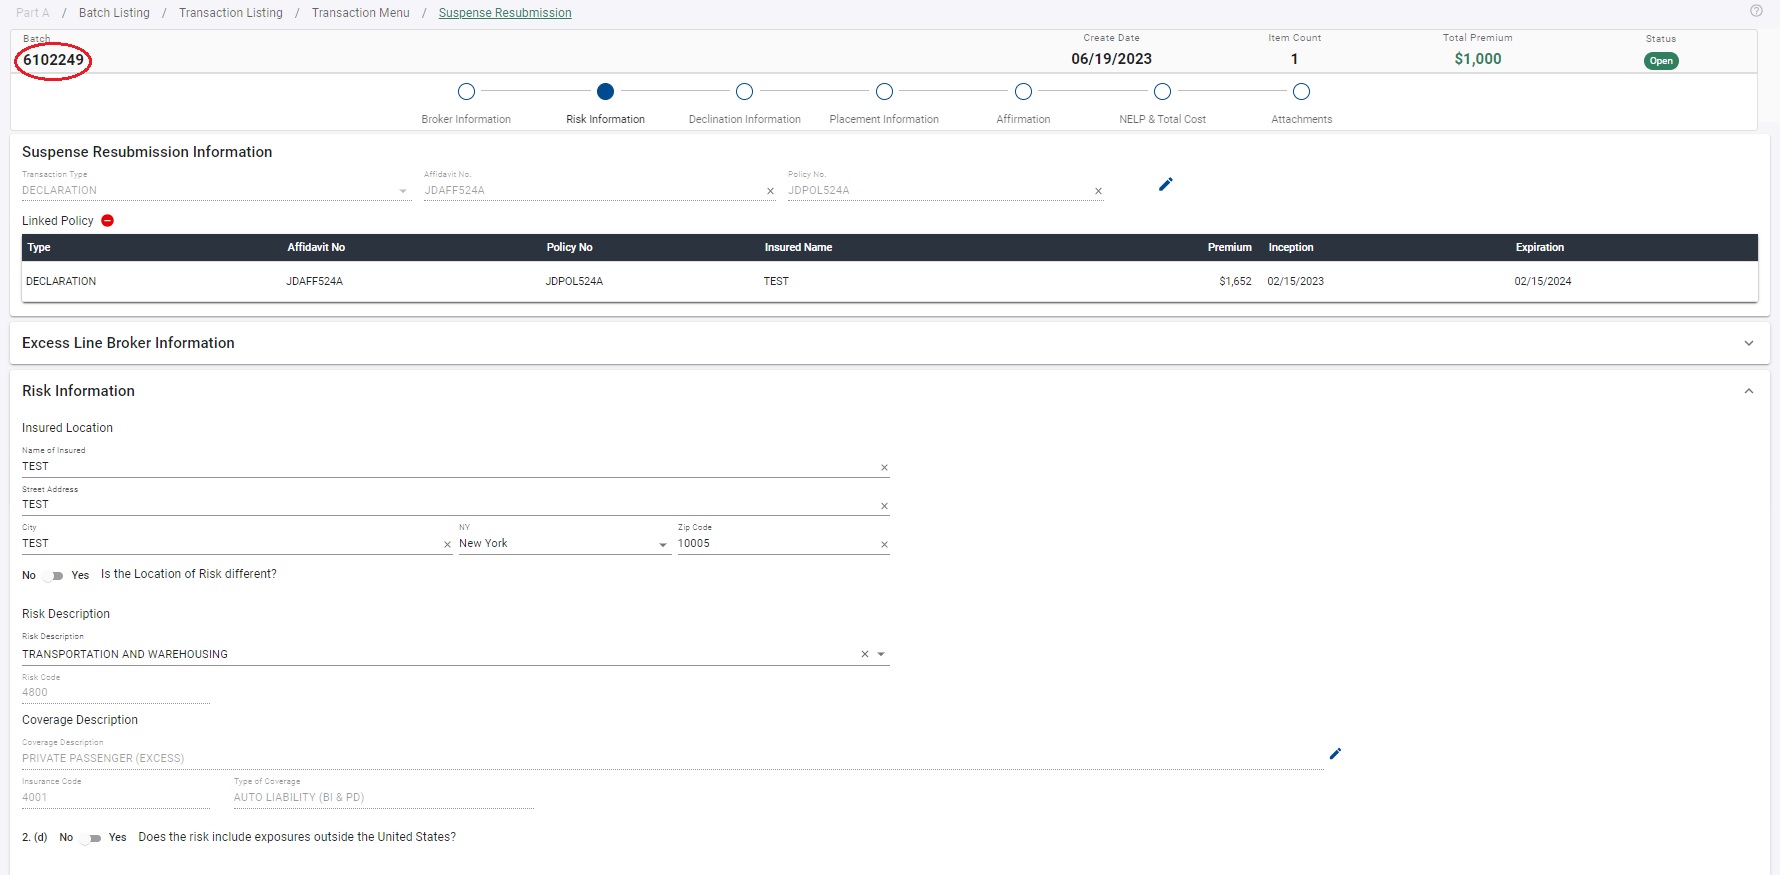 Part A / Batch Listing / Transaction Listing / Transaction Menu / Suspense Resubmission
Batch Create Date Item Count Total Premium Status
6102249 06/19/2023 1 $1,000 Open
Broker Information Risk Information Declination Information Placement Information Affirmation NELP & Total Cost Attachments
Suspense Resubmission Information
Transaction Type Affidavit No. Policy No.
DECLARATION JDAFF524A JDPOL524A
Linked Policy
Type Affidavit No Policy No Insured Name Premium Inception Expiration
DECLARATION JDAFF524A JDPOL524A TEST $1,652 02/15/2023 02/15/2024
Excess Line Broker Information
Risk Information
Insured Location
Name of Insured
TEST
Street Address
TEST
City NY Zip Code
TEST New York 10005
No Yes Is the Location of Risk different?
Risk Description
Risk Description
TRANSPORTATION AND WAREHOUSING
Risk Code
4800
Coverage Description
Coverage Description
PRIVATE PASSENGER (EXCESS)
Insurance Code Type of Coverage
4001 AUTO LIABILITY (BI & PD)
2. (d) No Yes Does the risk include exposures outside the United States?